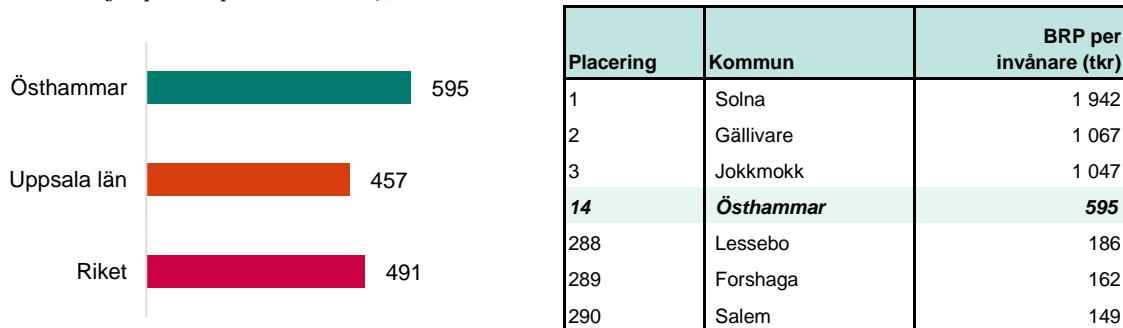 Östhammar 595
Uppsala län 457
Riket 491
BRP per
Placering Kommun invånare (tkr)
1 Solna 1 942
2 Gällivare 1 067
3 Jokkmokk 1 047
14 Östhammar 595
288 Lessebo 186
289 Forshaga 162
290 Salem 149